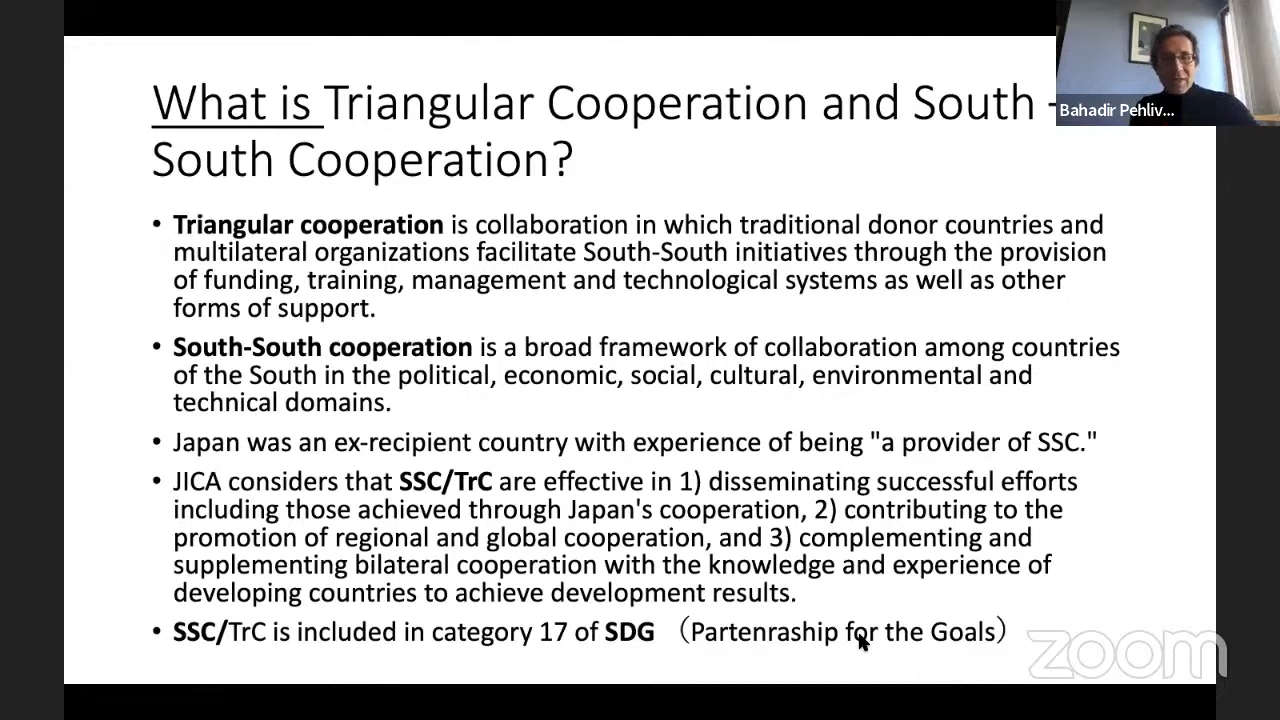 What is Triangular Cooperation and South -
South Cooperation?
Bahadir Pehliv...
• Triangular cooperation is collaboration in which traditional donor countries and
multilateral organizations facilitate South-South initiatives through the provision
of funding, training, management and technological systems as well as other
forms of support.
• South-South cooperation is a broad framework of collaboration among countries
of the South in the political, economic, social, cultural, environmental and
technical domains.
• Japan was an ex-recipient country with experience of being "a provider of SSC."
• JICA considers that SSC/TrC are effective in 1) disseminating successful efforts
including those achieved through Japan's cooperation, 2) contributing to the
promotion of regional and global cooperation, and 3) complementing and
supplementing bilateral cooperation with the knowledge and experience of
developing countries to achieve development results.
• SSC/TrC is included in category 17 of SDG （Partenraship for the Goals）
zoom